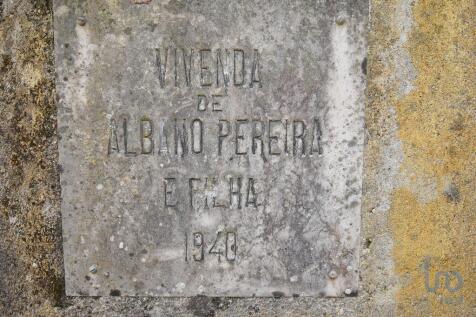 VIVENDA
DE
ALBANO PEREIRA
E FILHA
1940